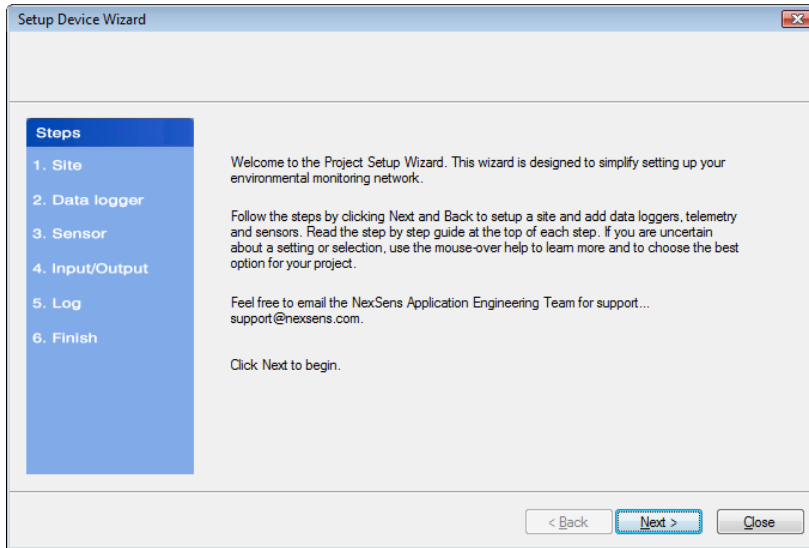 Setup Device Wizard
Steps
1. Site
2. Data logger
3. Sensor
4. Input/Output
5. Log
6. Finish
Welcome to the Project Setup Wizard. This wizard is designed to simplify setting up your
environmental monitoring network.
Follow the steps by clicking Next and Back to setup a site and add data loggers, telemetry
and sensors. Read the step by step guide at the top of each step. If you are uncertain
about a setting or selection, use the mouse-over help to learn more and to choose the best
option for your project.
Feel free to email the NexSens Application Engineering Team for support...
support@nexsens.com.
Click Next to begin.
< Back
Next >
Close